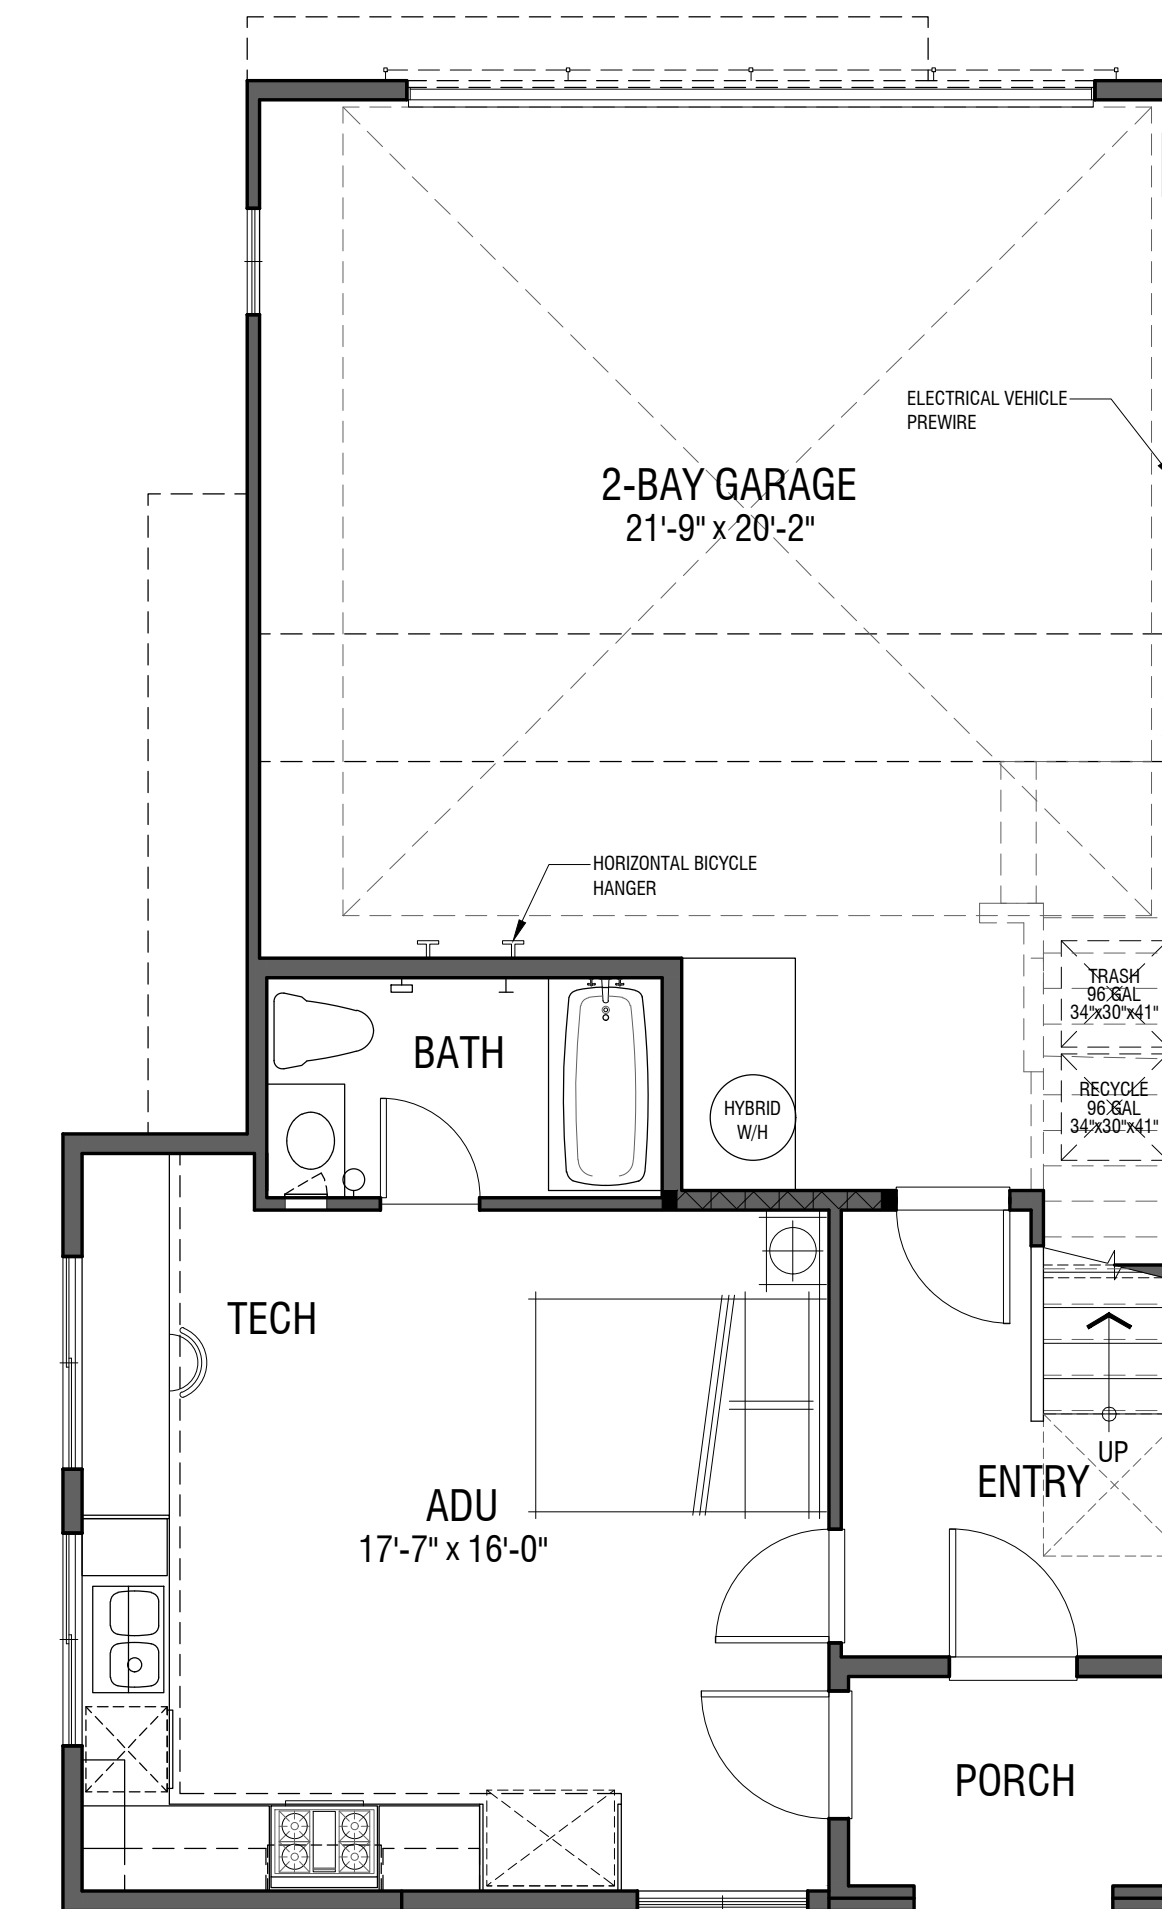 ELECTRICAL VEHICLE
PREWIRE
2-BAY GARAGE
21'-9" x 20'-2"
HORIZONTAL BICYCLE
HANGER
TRASH
96 GAL
34"x30"x41"
BATH
RECYCLE
96 GAL
34"x30"x41"
HYBRID
W/H
TECH
UP
ENTRY
ADU
17'-7" x 16'-0"
PORCH